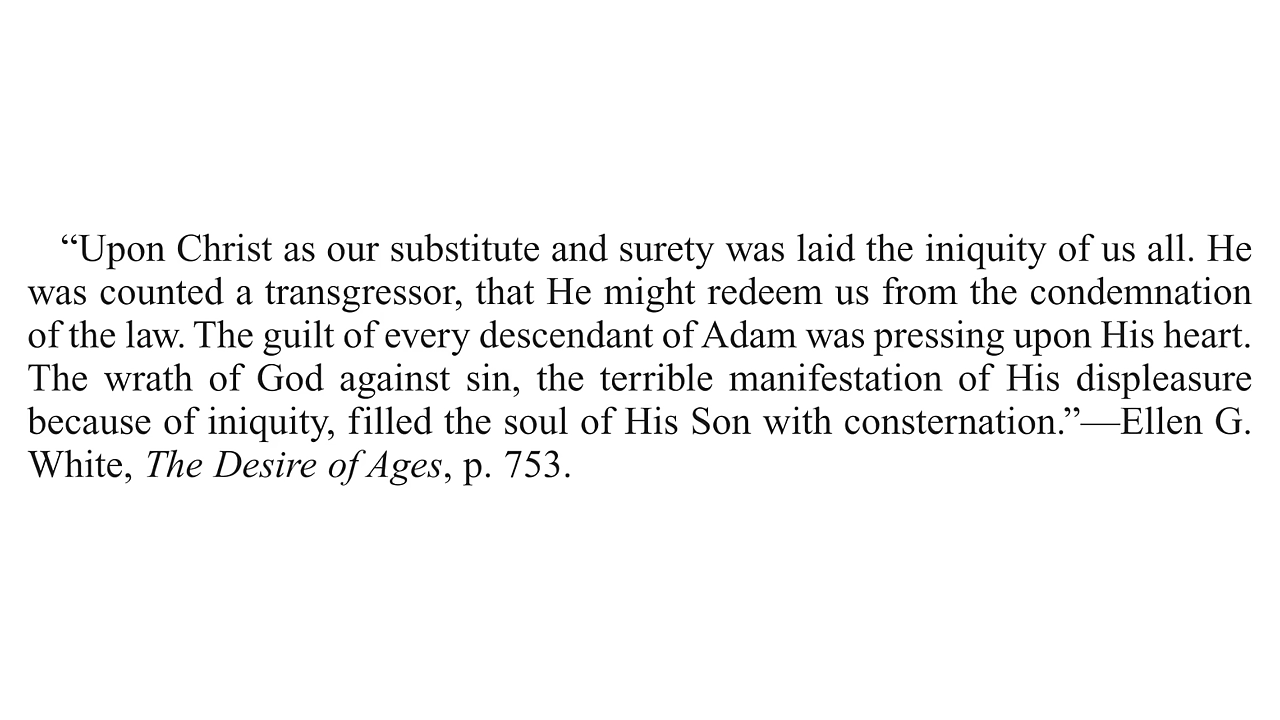 “Upon Christ as our substitute and surety was laid the iniquity of us all. He
was counted a transgressor, that He might redeem us from the condemnation
of the law. The guilt of every descendant of Adam was pressing upon His heart.
The wrath of God against sin, the terrible manifestation of His displeasure
because of iniquity, filled the soul of His Son with consternation.”—Ellen G.
White, The Desire of Ages, p. 753.